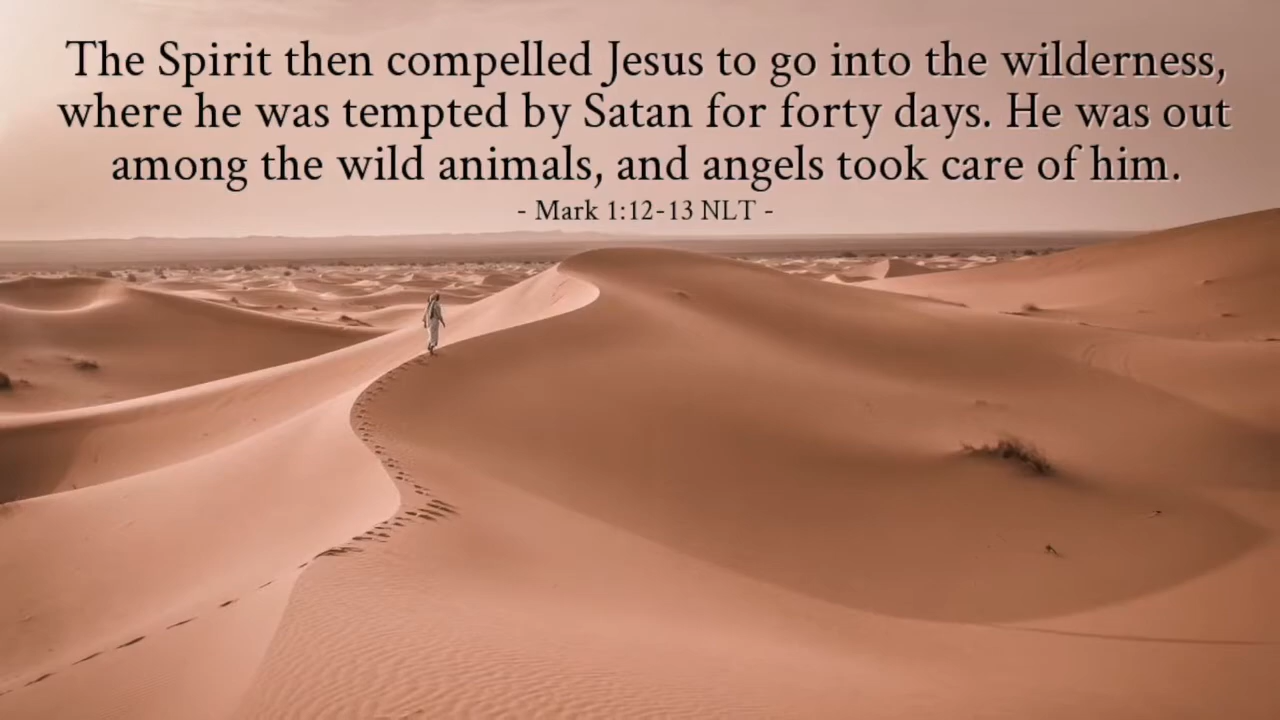 The Spirit then compelled Jesus to go into the wilderness,
where he was tempted by Satan for forty days. He was out
among the wild animals, and angels took care of him.
- Mark 1:12-13 NLT -